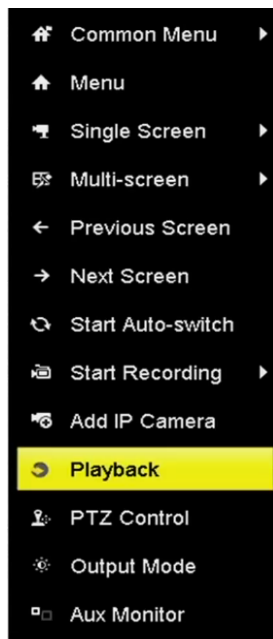 Common Menu
Menu
Single Screen
Multi-screen
Previous Screen
Next Screen
Start Auto-switch
Start Recording
Add IP Camera
Playback
PTZ Control
Output Mode
Aux Monitor